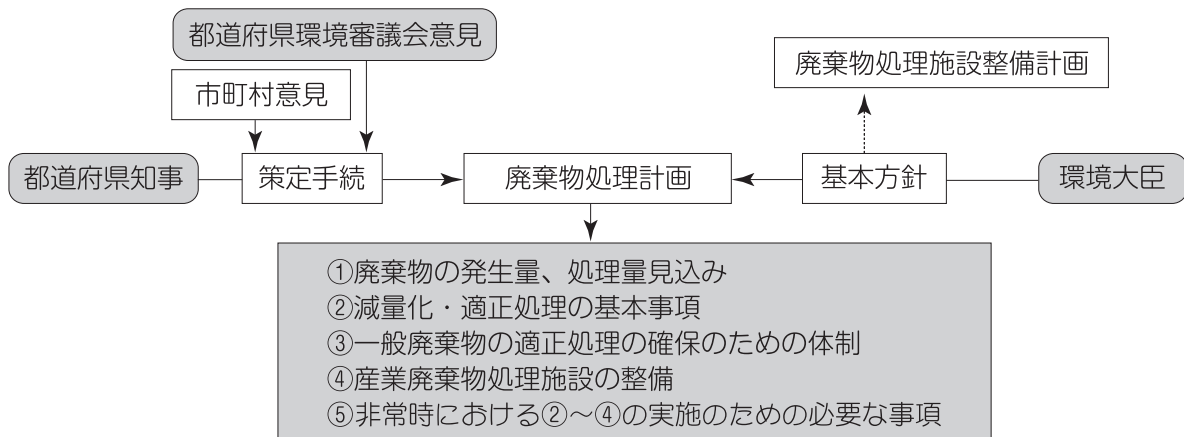 都道府県環境審議会意見
市町村意見
廃棄物処理施設整備計画
都道府県知事
策定手続
廃棄物処理計画
基本方針
環境大臣
①廃棄物の発生量、処理量見込み
②減量化・適正処理の基本事項
③一般廃棄物の適正処理の確保のための体制
④産業廃棄物処理施設の整備
⑤非常時における②~④の実施のための必要な事項